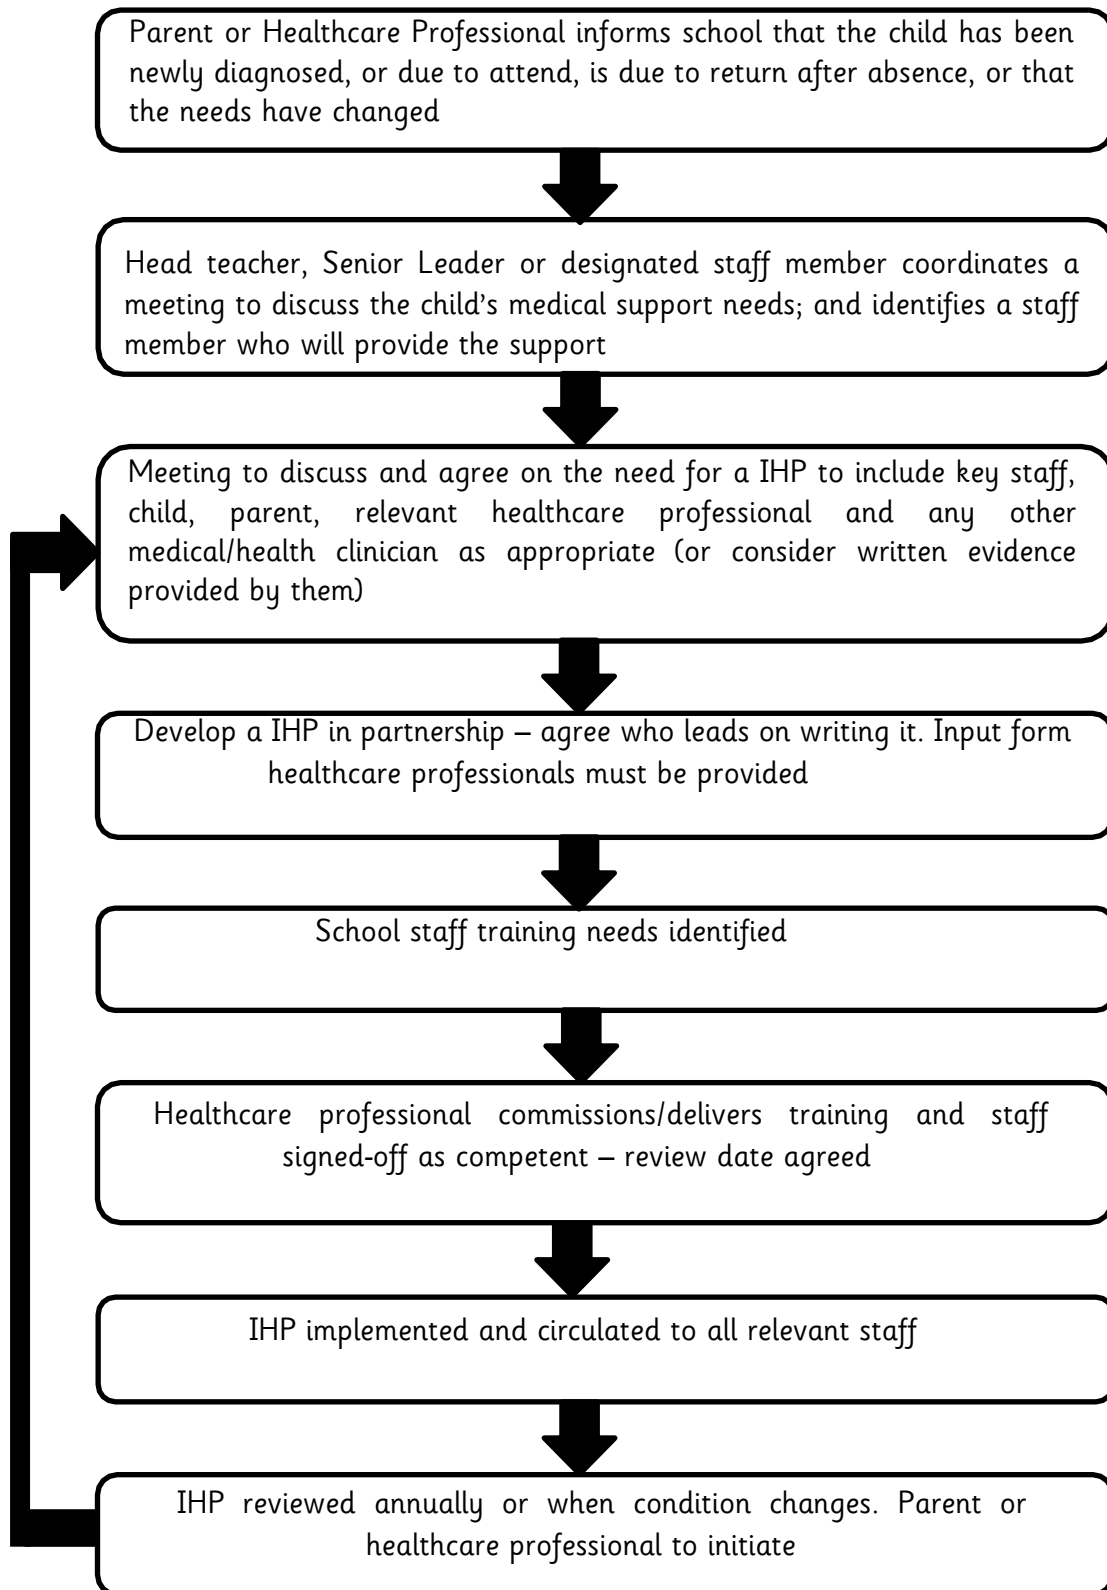 Parent or Healthcare Professional informs school that the child has been
newly diagnosed, or due to attend, is due to return after absence, or that
the needs have changed
Head teacher, Senior Leader or designated staff member coordinates a
meeting to discuss the child's medical support needs; and identifies a staff
member who will provide the support
Meeting to discuss and agree on the need for a IHP to include key staff,
child, parent, relevant healthcare professional and any other
medical/health clinician as appropriate (or consider written evidence
provided by them)
Develop a IHP in partnership – agree who leads on writing it. Input form
healthcare professionals must be provided
School staff training needs identified
Healthcare professional commissions/delivers training and staff
signed-off as competent – review date agreed
IHP implemented and circulated to all relevant staff
IHP reviewed annually or when condition changes. Parent or
healthcare professional to initiate